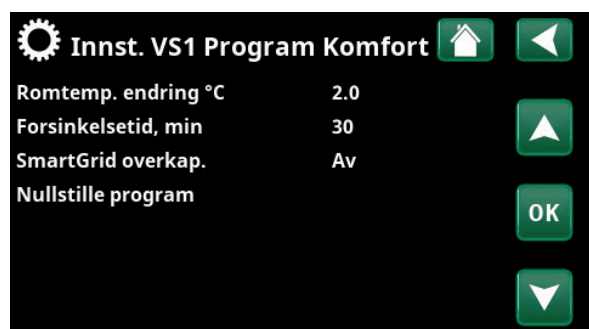 Innst. VS1 Program Komfort
Romtemp. endring °C 2.0
Forsinkelsetid, min 30
SmartGrid overkap. Av
Nullstille program
OK